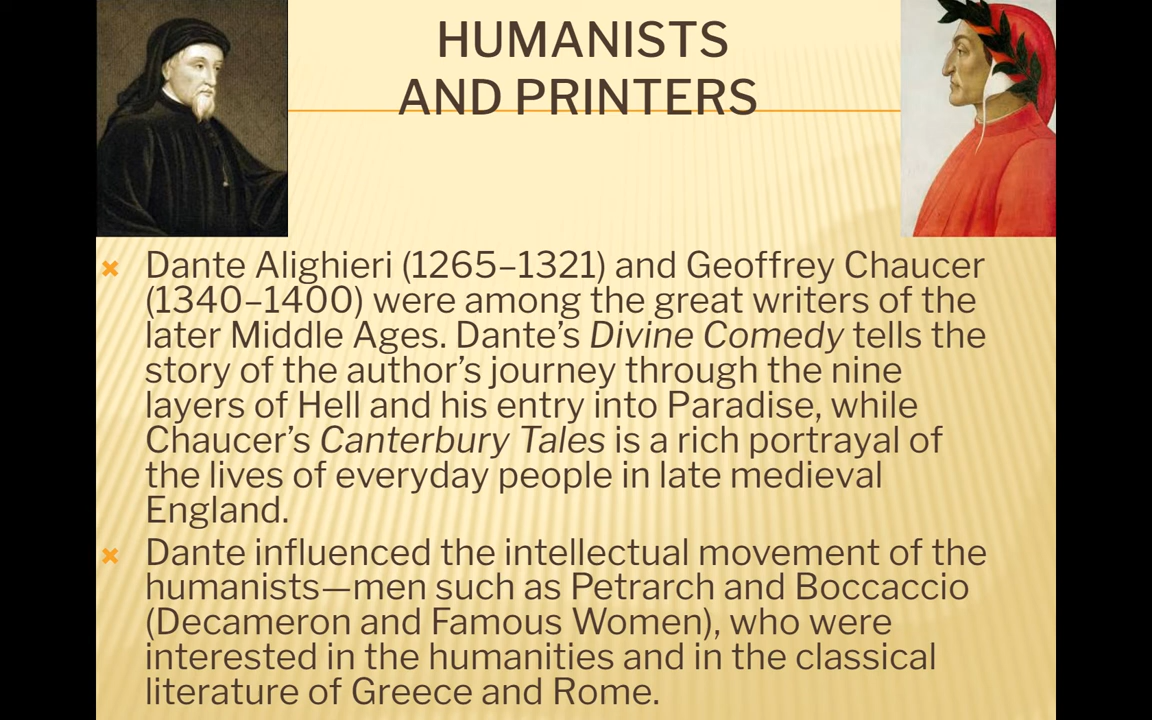 HUMANISTS
AND PRINTERS
Dante Alighieri (1265–1321) and Geoffrey Chaucer
(1340–1400) were among the great writers of the
later Middle Ages. Dante’s Divine Comedy tells the
story of the author’s journey through the nine
layers of Hell and his entry into Paradise, while
Chaucer’s Canterbury Tales is a rich portrayal of
the lives of everyday people in late medieval
England.
Dante influenced the intellectual movement of the
humanists—men such as Petrarch and Boccaccio
(Decameron and Famous Women), who were
interested in the humanities and in the classical
literature of Greece and Rome.